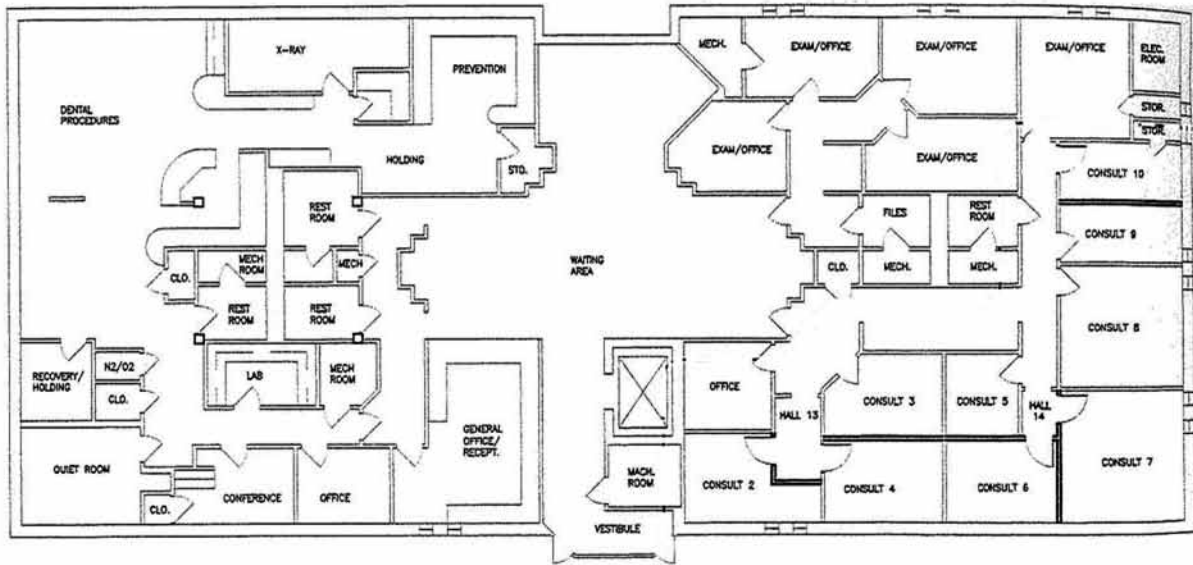 X-RAY
PREVENTION
MECH.
EXAM/OFFICE
EXAM/OFFICE
EXAM/OFFICE
ELEC.
ROOM
DENTAL
PROCEDURES
STOR.
STOR.
HOLDING
STO.
EXAM/OFFICE
EXAM/OFFICE
CONSULT 10
REST
ROOM
FILES
REST
ROOM
CONSULT 9
CLO.
MECH
ROOM
MECH
WAITING
AREA
CLO.
MECH.
MECH.
REST
ROOM
REST
ROOM
CONSULT 8
RECOVERY/
HOLDING
N2/O2
CLO.
LAB
MECH
ROOM
OFFICE
HALL 13
CONSULT 3
CONSULT 5
HALL
14
GENERAL
OFFICE/
RECEPT.
QUIET ROOM
CLO.
CONFERENCE
OFFICE
MACH.
ROOM
CONSULT 2
CONSULT 4
CONSULT 6
CONSULT 7
VESTIBULE